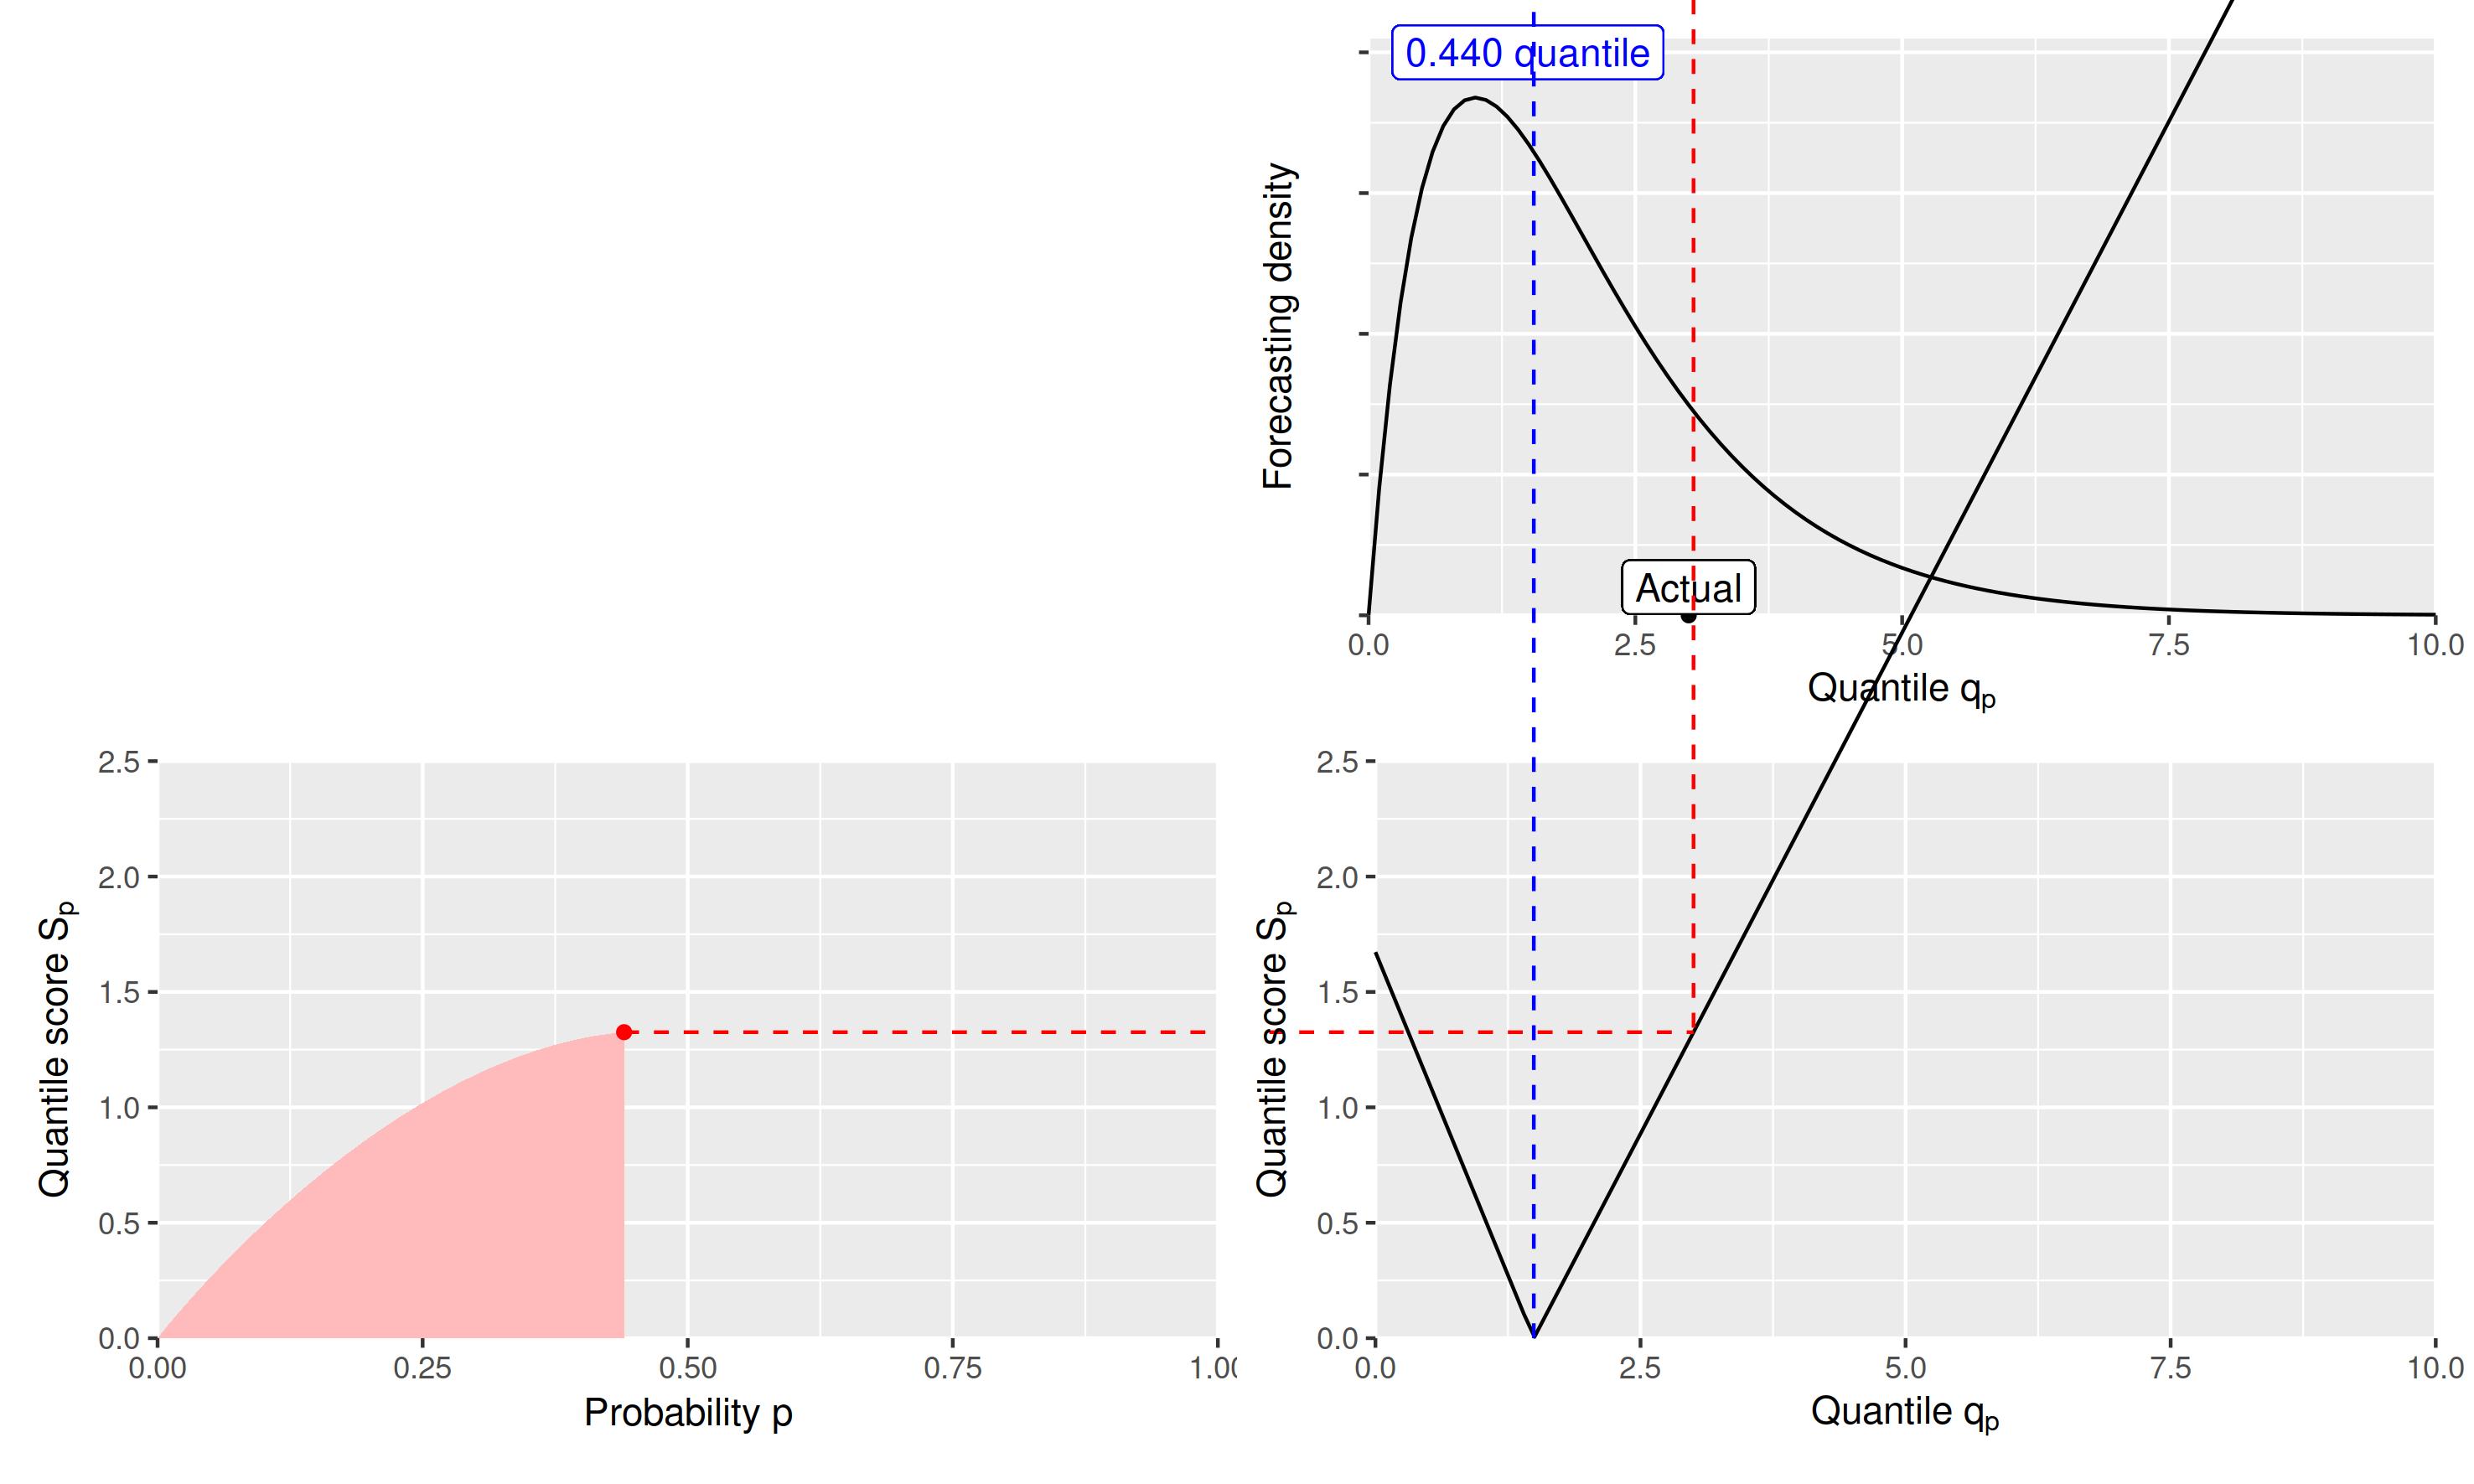 0.440 quantile
Forecasting density
Actual
0.0 2.5 5.0 7.5 10.0
Quantile qp
Quantile score Sp
2.5
2.0
1.5
1.0
0.5
0.0
0.00 0.25 0.50 0.75
Probability p
Quantile score Sp
2.5
2.0
1.5
1.0
0.5
0.0
0.0 2.5 5.0 7.5 10.0
Quantile qp